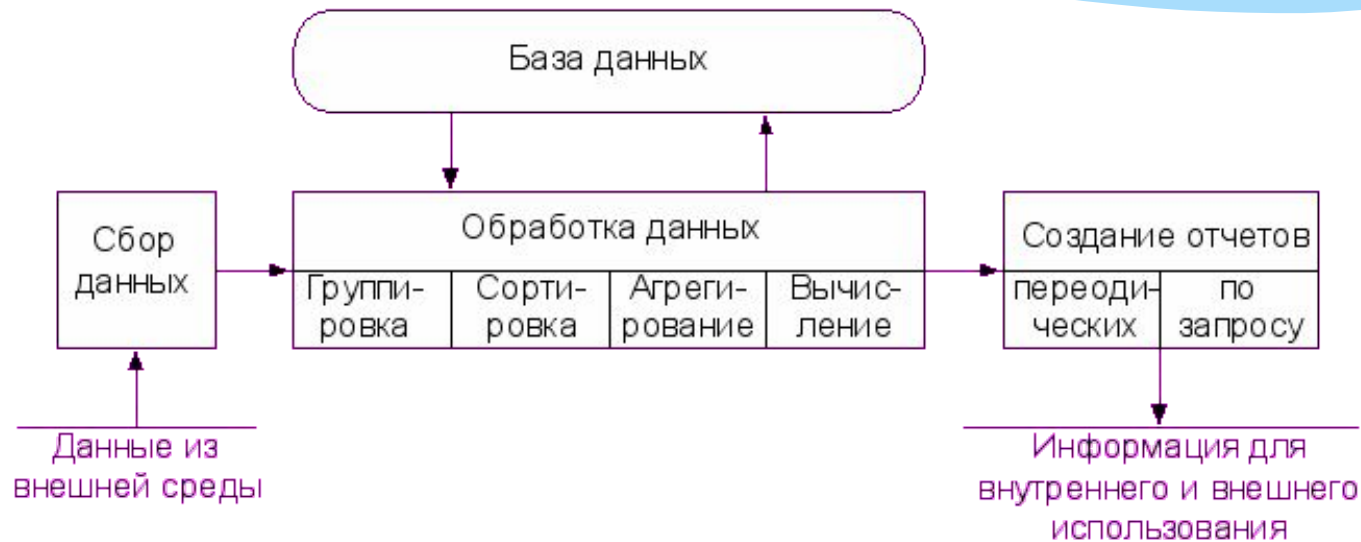 База данных
Сбор
данных
Обработка данных
Группи-
ровка
Сорти-
ровка
Агреги-
рование
Вычис-
ление
Создание отчетов
переоди-
ческих
по
запросу
Данные из
внешней среды
Информация для
внутреннего и внешнего
использования